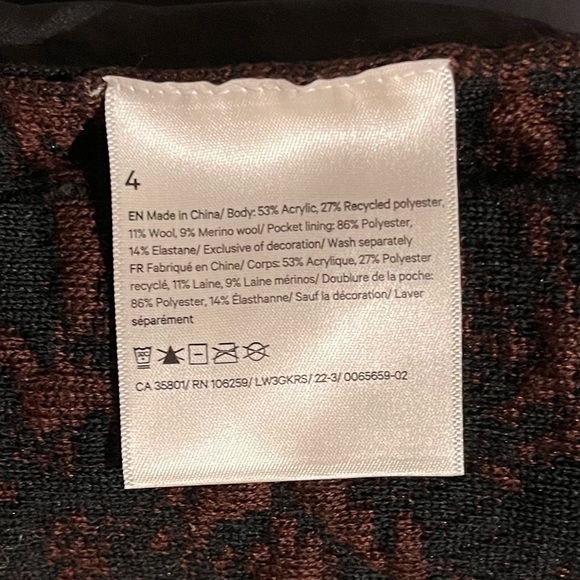 4
EN Made in China/ Body: 53% Acrylic, 27% Recycled polyester,
11% Wool, 9% Merino wool/ Pocket lining: 86% Polyester,
14% Elastane/ Exclusive of decoration/ Wash separately
FR Fabriqué en Chine/ Corps: 53% Acrylique, 27% Polyester
recyclé, 11% Laine, 9% Laine mérinos/ Doublure de la poche:
86% Polyester, 14% Élasthanne/ Sauf la décoration/ Laver
séparément
CA 35801/ RN 106259/ LW3GKRS/ 22-3/ 0065659-02